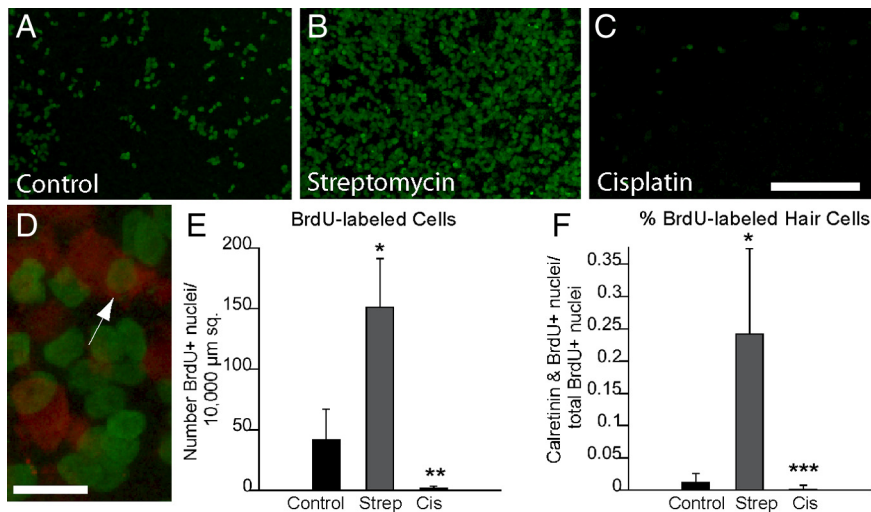 A
Control
B
Streptomycin
C
Cisplatin
D
E
BrdU-labeled Cells
Number BrdU+ nuclei/
10,000 µm sq.
200
150
100
50
0
*
**
Control Strep Cis
F
% BrdU-labeled Hair Cells
Calretinin & BrdU+ nuclei/
total BrdU+ nuclei
0.35
0.25
0.2
0.15
0.1
0.05
0
*
***
Control Strep Cis